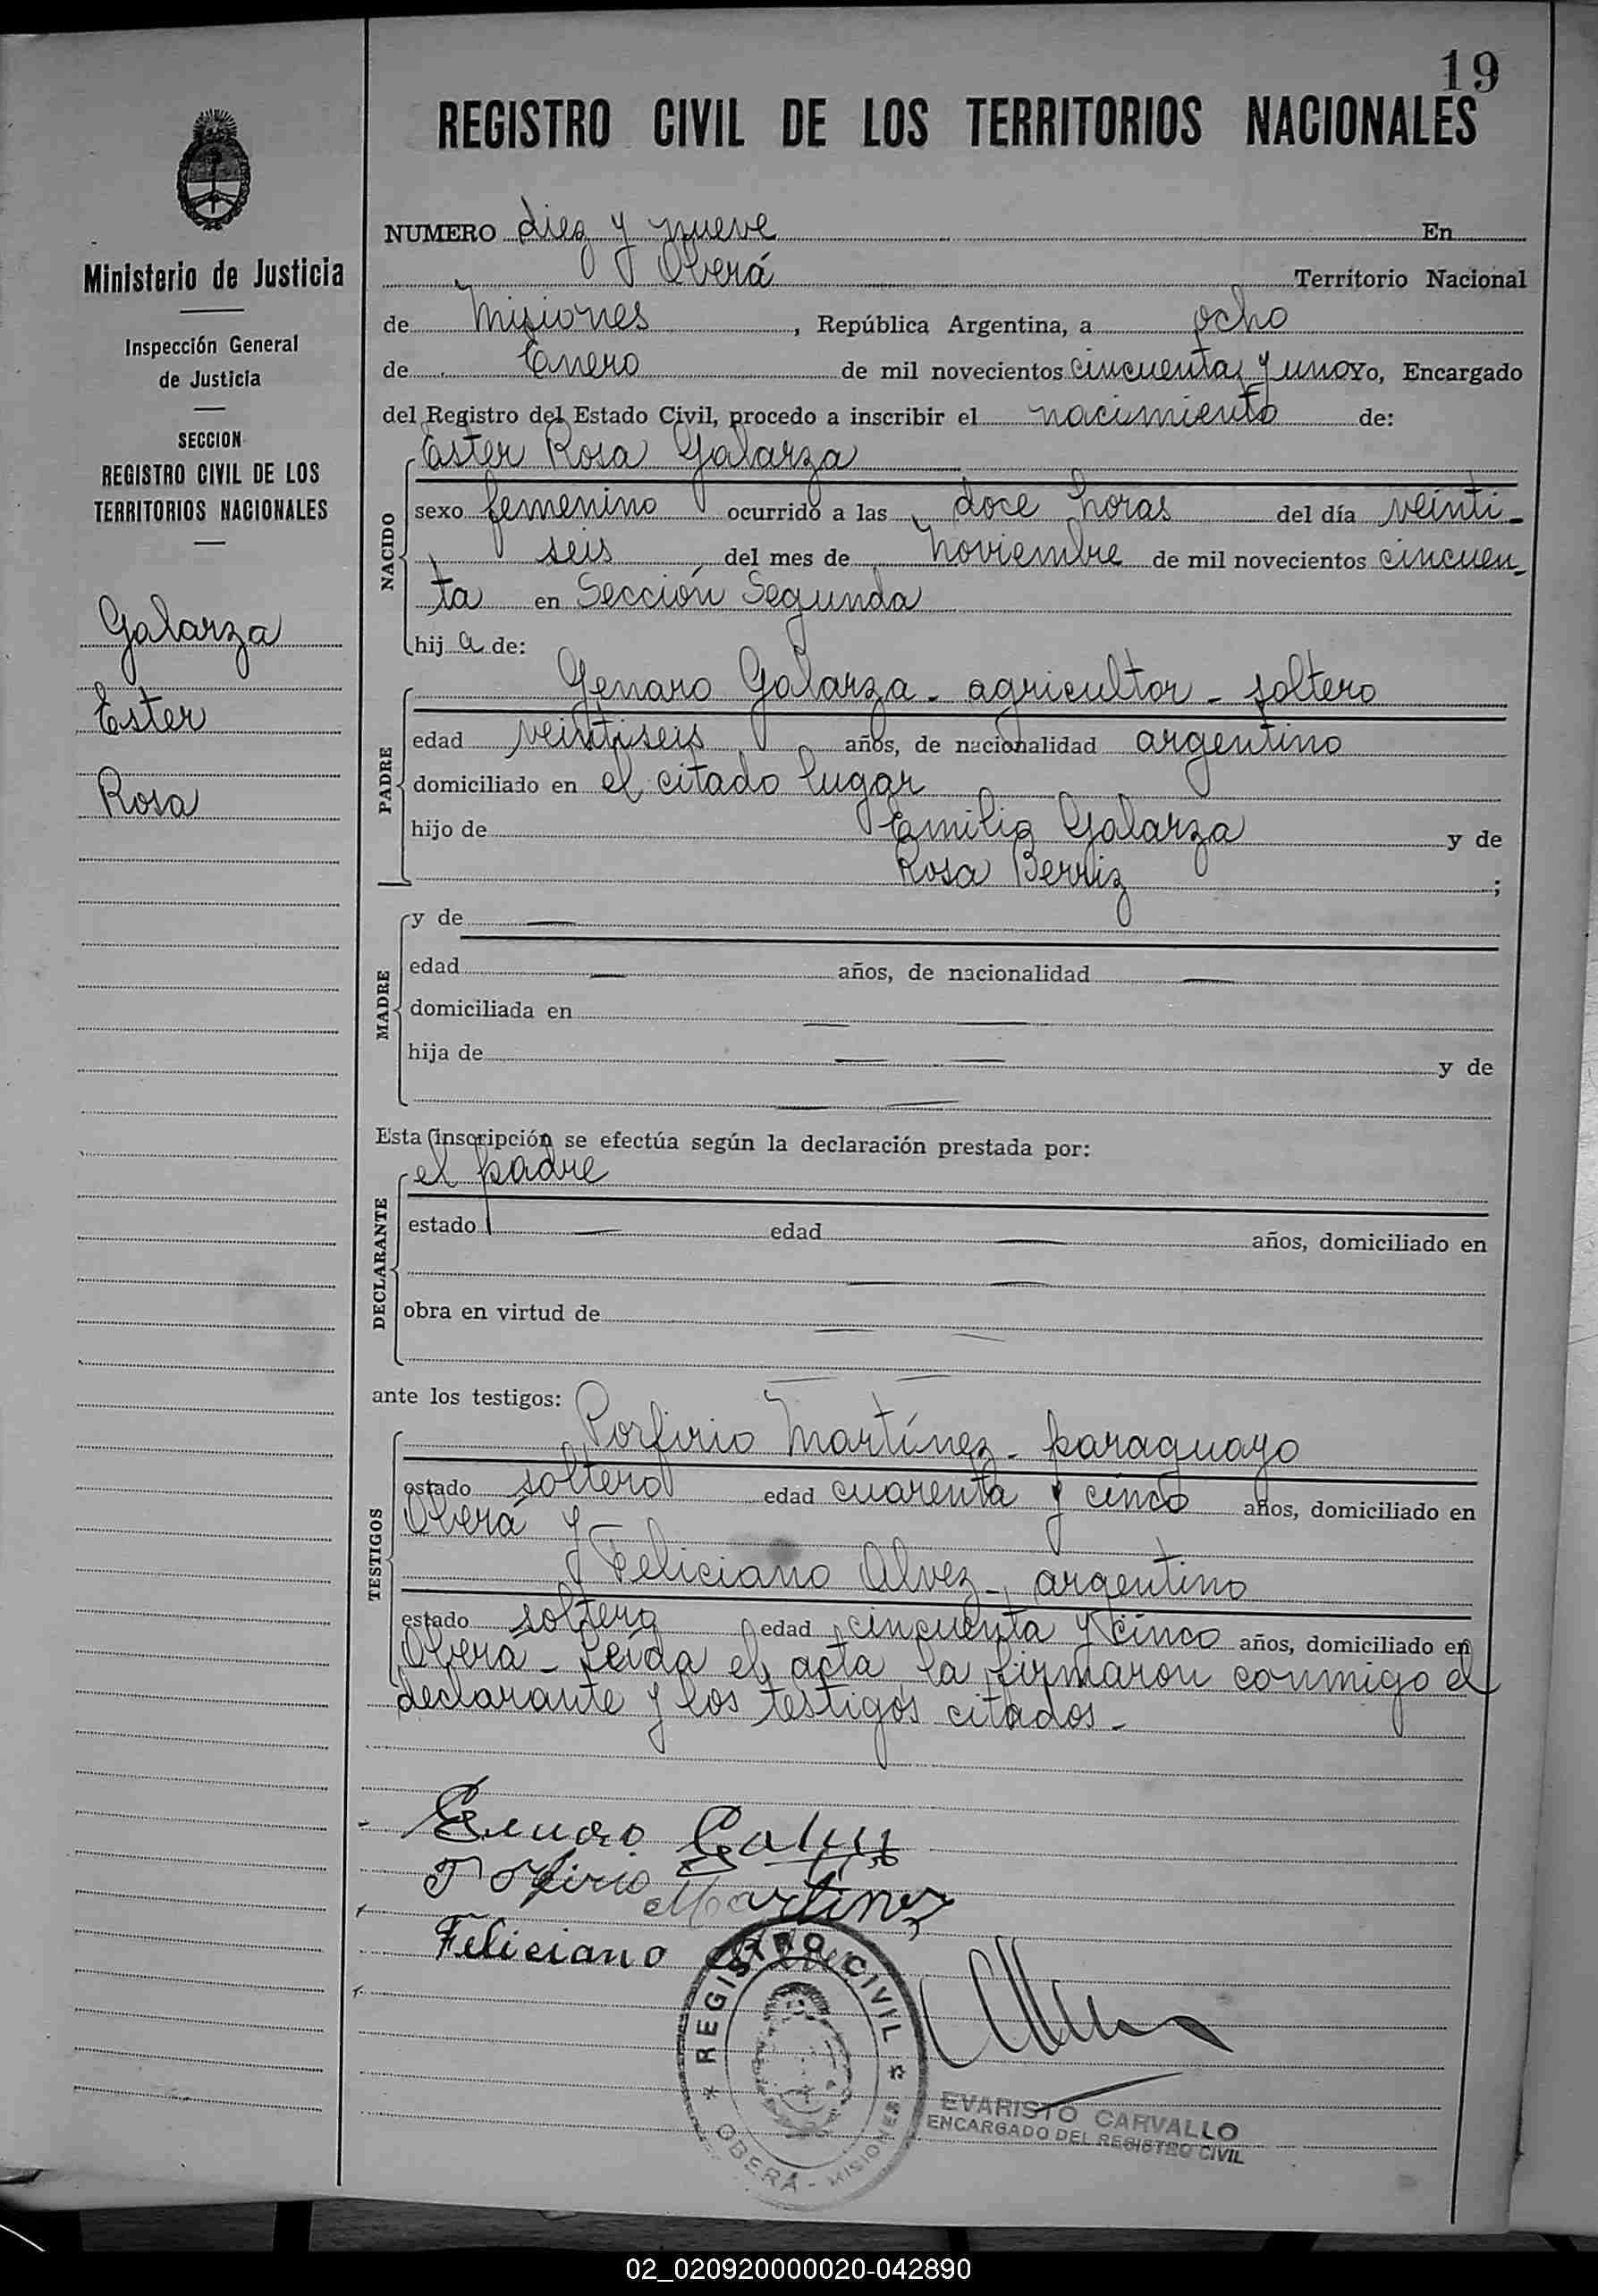 19
REGISTRO CIVIL DE LOS TERRITORIOS NACIONALES
Ministerio de Justicia
Inspección General
de Justicia
SECCION
REGISTRO CIVIL DE LOS
TERRITORIOS NACIONALES
Galarza
Ester
Rosa
NUMERO diez y nueve En
Oberá Territorio Nacional
de Misiones, República Argentina, a ocho
de Enero de mil novecientos cincuenta y uno Yo, Encargado
del Registro del Estado Civil, procedo a inscribir el nacimiento de:
NACIDO
Ester Rosa Galarza
sexo femenino ocurrido a las doce horas del día veinti-
seis del mes de Noviembre de mil novecientos cincuen-
ta en Sección Segunda
hija de:
PADRE
Genaro Galarza - agricultor - soltero
edad veintiseis años, de nacionalidad argentino
domiciliado en el citado lugar
hijo de Emilia Galarza y de
Rosa Berriz ;
MADRE
y de —
edad — años, de nacionalidad —
domiciliada en — —
hija de — — y de
— —
Esta inscripción se efectúa según la declaración prestada por:
DECLARANTE
el padre
estado — edad — años, domiciliado en
— —
obra en virtud de — —
— —
ante los testigos:
TESTIGOS
Porfirio Martínez - paraguayo
estado soltero edad cuarenta y cinco años, domiciliado en
Oberá y
Feliciano Alvez - argentino
estado soltero edad cincuenta y cinco años, domiciliado en
Oberá - Leída el acta la firmaron conmigo el
declarante y los testigos citados -
Genaro
Porfirio Martinez
Feliciano
REGISTRO CIVIL
* OBERÁ - MISIONES *
EVARISTO CARVALLO
ENCARGADO DEL REGISTRO CIVIL
02_020920000020-042890